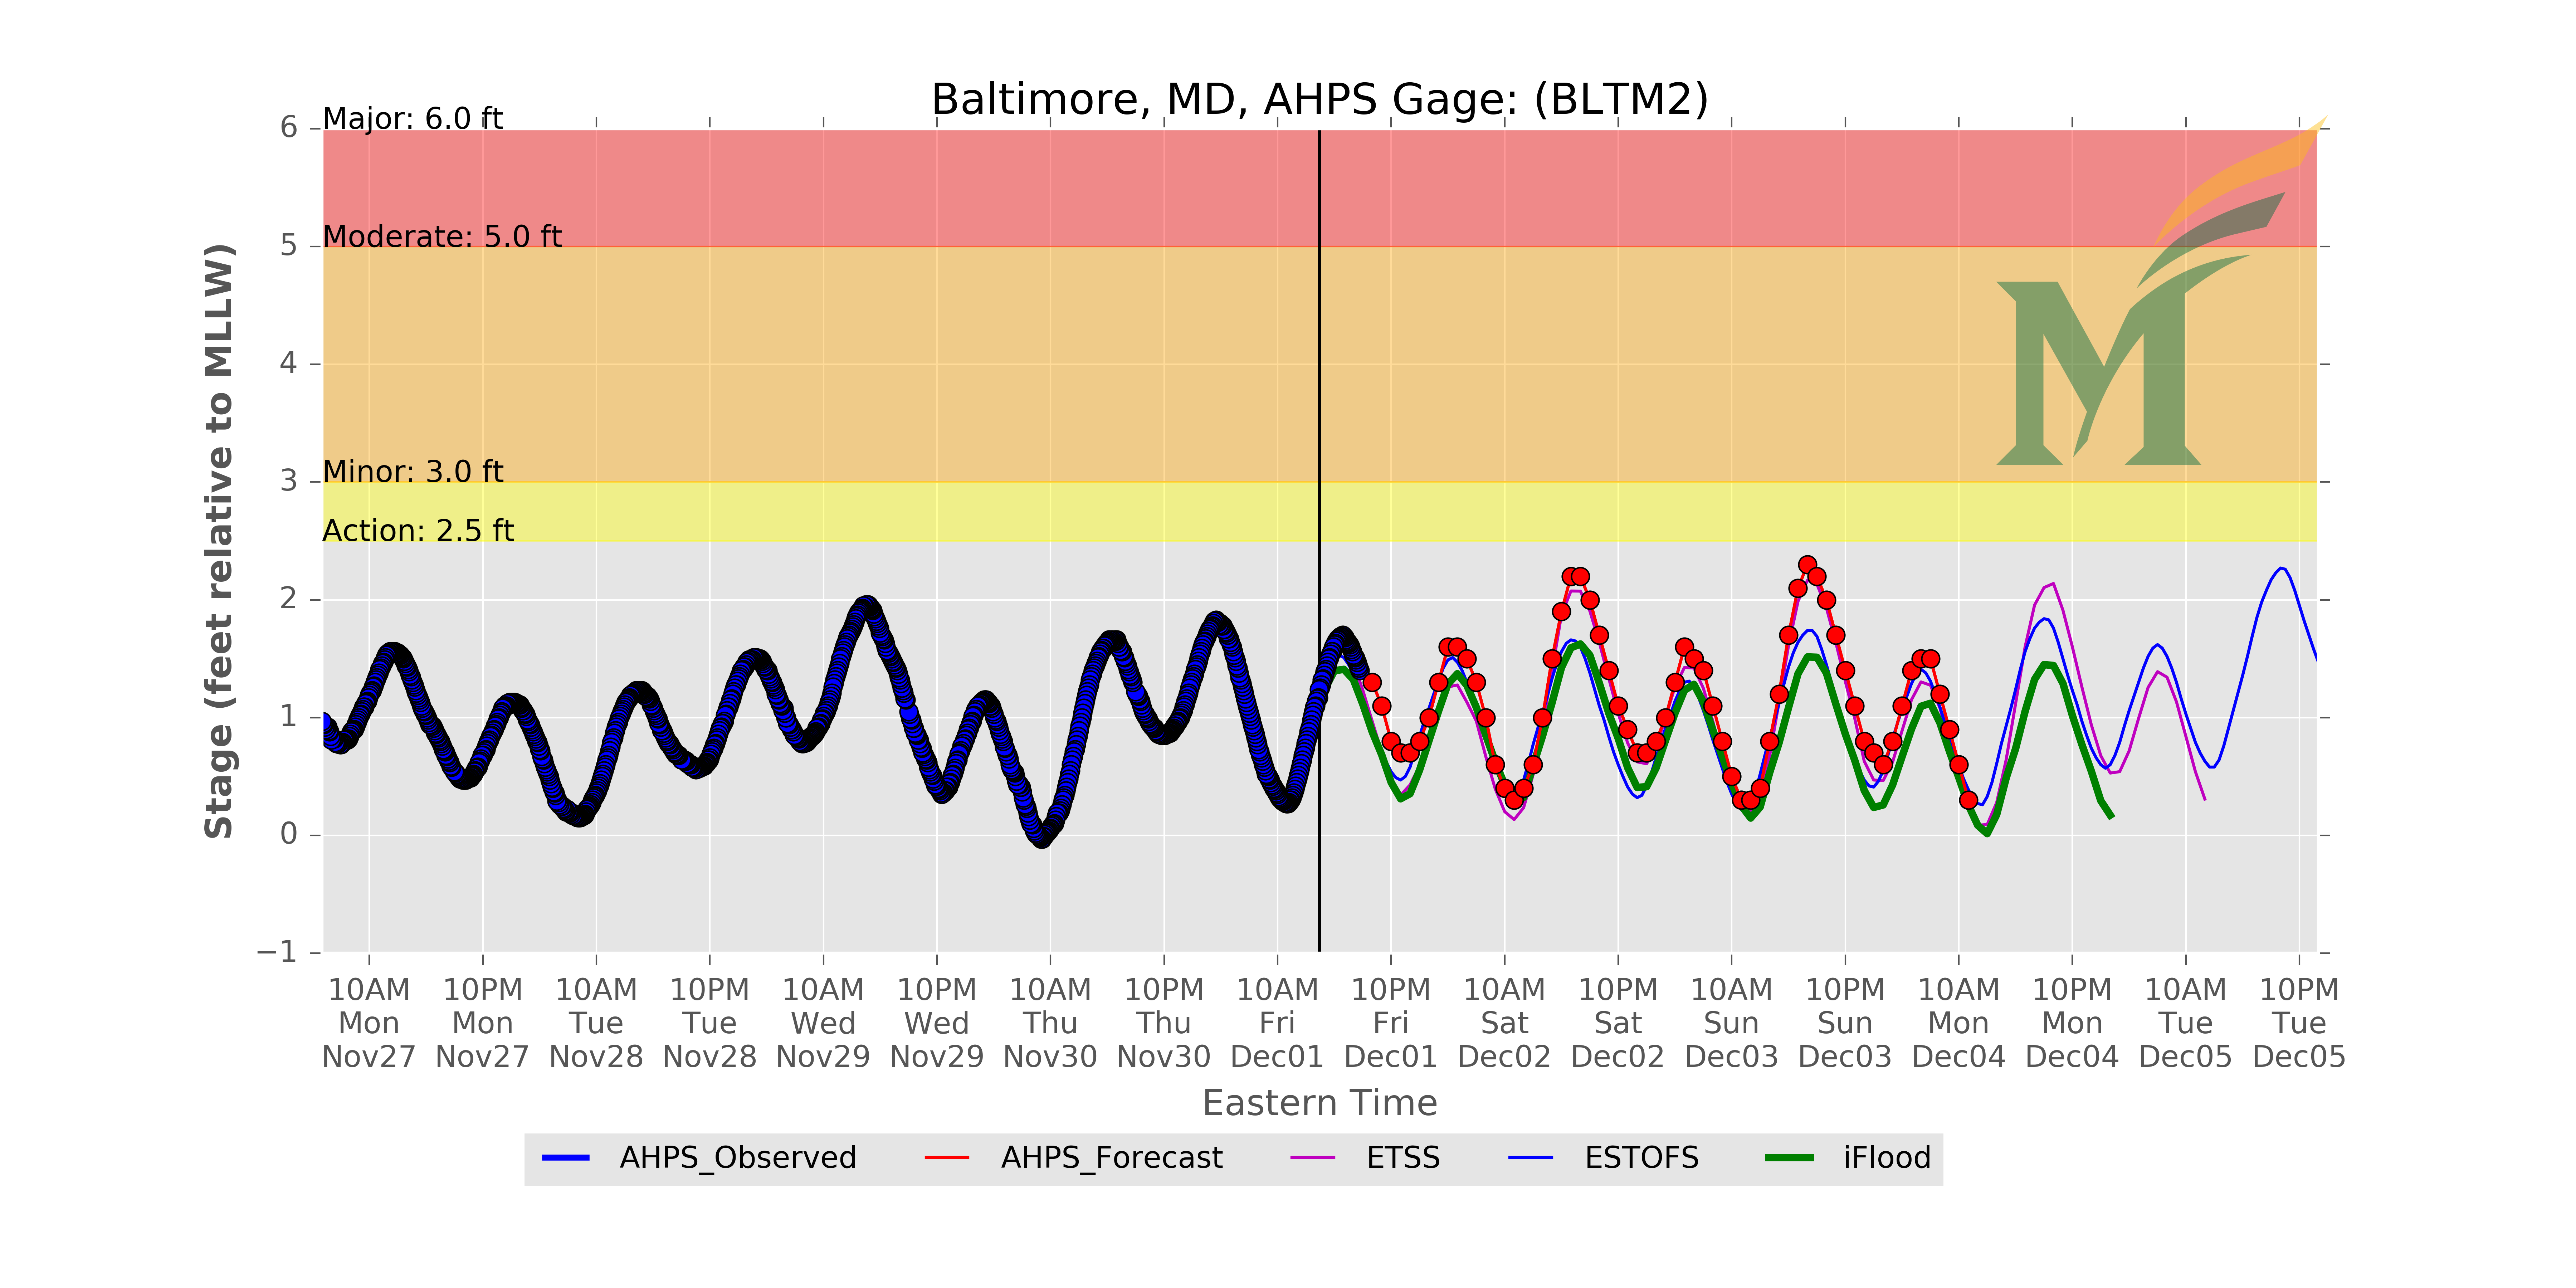 Baltimore, MD, AHPS Gage: (BLTM2)
Major: 6.0 ft
Moderate: 5.0 ft
Minor: 3.0 ft
Action: 2.5 ft
6
5
4
3
2
1
0
−1
Stage (feet relative to MLLW)
10AM 10PM 10AM 10PM 10AM 10PM 10AM 10PM 10AM 10PM 10AM 10PM 10AM 10PM 10AM 10PM 10AM 10PM
Mon Mon Tue Tue Wed Wed Thu Thu Fri Fri Sat Sat Sun Sun Mon Mon Tue Tue
Nov27 Nov27 Nov28 Nov28 Nov29 Nov29 Nov30 Nov30 Dec01 Dec01 Dec02 Dec02 Dec03 Dec03 Dec04 Dec04 Dec05 Dec05
Eastern Time
AHPS_Observed AHPS_Forecast ETSS ESTOFS iFlood